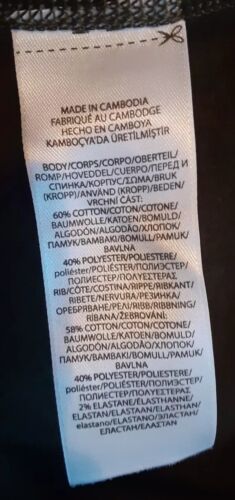 MADE IN CAMBODIA
FABRIQUÉ AU CAMBODGE
HECHO EN CAMBOYA
KAMBOÇYA'DA ÜRETİLMİŞTİR
BODY/CORPS/CORPO/OBERTEIL/
ROMP/HOVEDDEL/CUERPO/ПЕРЕД И
СПИНКА/КОРПУС/ΣΩΜΑ/BRUK
(KROPP)/ANVÄND (KROPP)/BEDEN/
VRCHNÍ ČÁST:
60% COTTON/COTON/COTONE/
BAUMWOLLE/KATOEN/BOMULD/
ALGODÓN/ALGODÃO/ХЛОПОК/
ПАМУК/ΒΑΜΒΑΚΙ/BOMULL/PAMUK/
BAVLNA
40% POLYESTER/POLIESTERE/
poliéster/POLIÉSTER/ПОЛИЭСТЕР/
ПОЛИЕСТЕР/ΠΟΛΥΕΣΤΕΡΑΣ
RIB/CÔTE/COSTINA/RIPPE/RIBKANT/
RIBETE/NERVURA/РЕЗИНКА/
ОРЕБРЯВАНЕ/ΡΕΛΙ/RIBB/RIBBNING/
RİBANA/ŽEBROVÁNÍ:
58% COTTON/COTON/COTONE/
BAUMWOLLE/KATOEN/BOMULD/
ALGODÓN/ALGODÃO/ХЛОПОК/
ПАМУК/ΒΑΜΒΑΚΙ/BOMULL/PAMUK/
BAVLNA
40% POLYESTER/POLIESTERE/
poliéster/POLIÉSTER/ПОЛИЭСТЕР/
ПОЛИЕСТЕР/ΠΟΛΥΕΣΤΕΡΑΣ
2% ELASTANE/ÉLASTHANNE/
ELASTAN/ELASTAAN/ELASTHAN/
elastano/ELASTANO/ЭЛАСТАН/
ЕЛАСТАН/ΕΛΑΣΤΑΝ